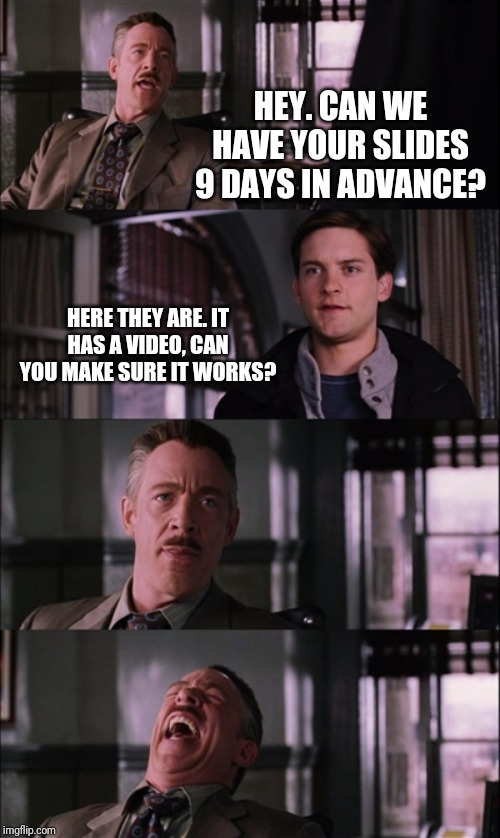 HEY. CAN WE
HAVE YOUR SLIDES
9 DAYS IN ADVANCE?
HERE THEY ARE. IT
HAS A VIDEO, CAN
YOU MAKE SURE IT WORKS?
imgflip.com